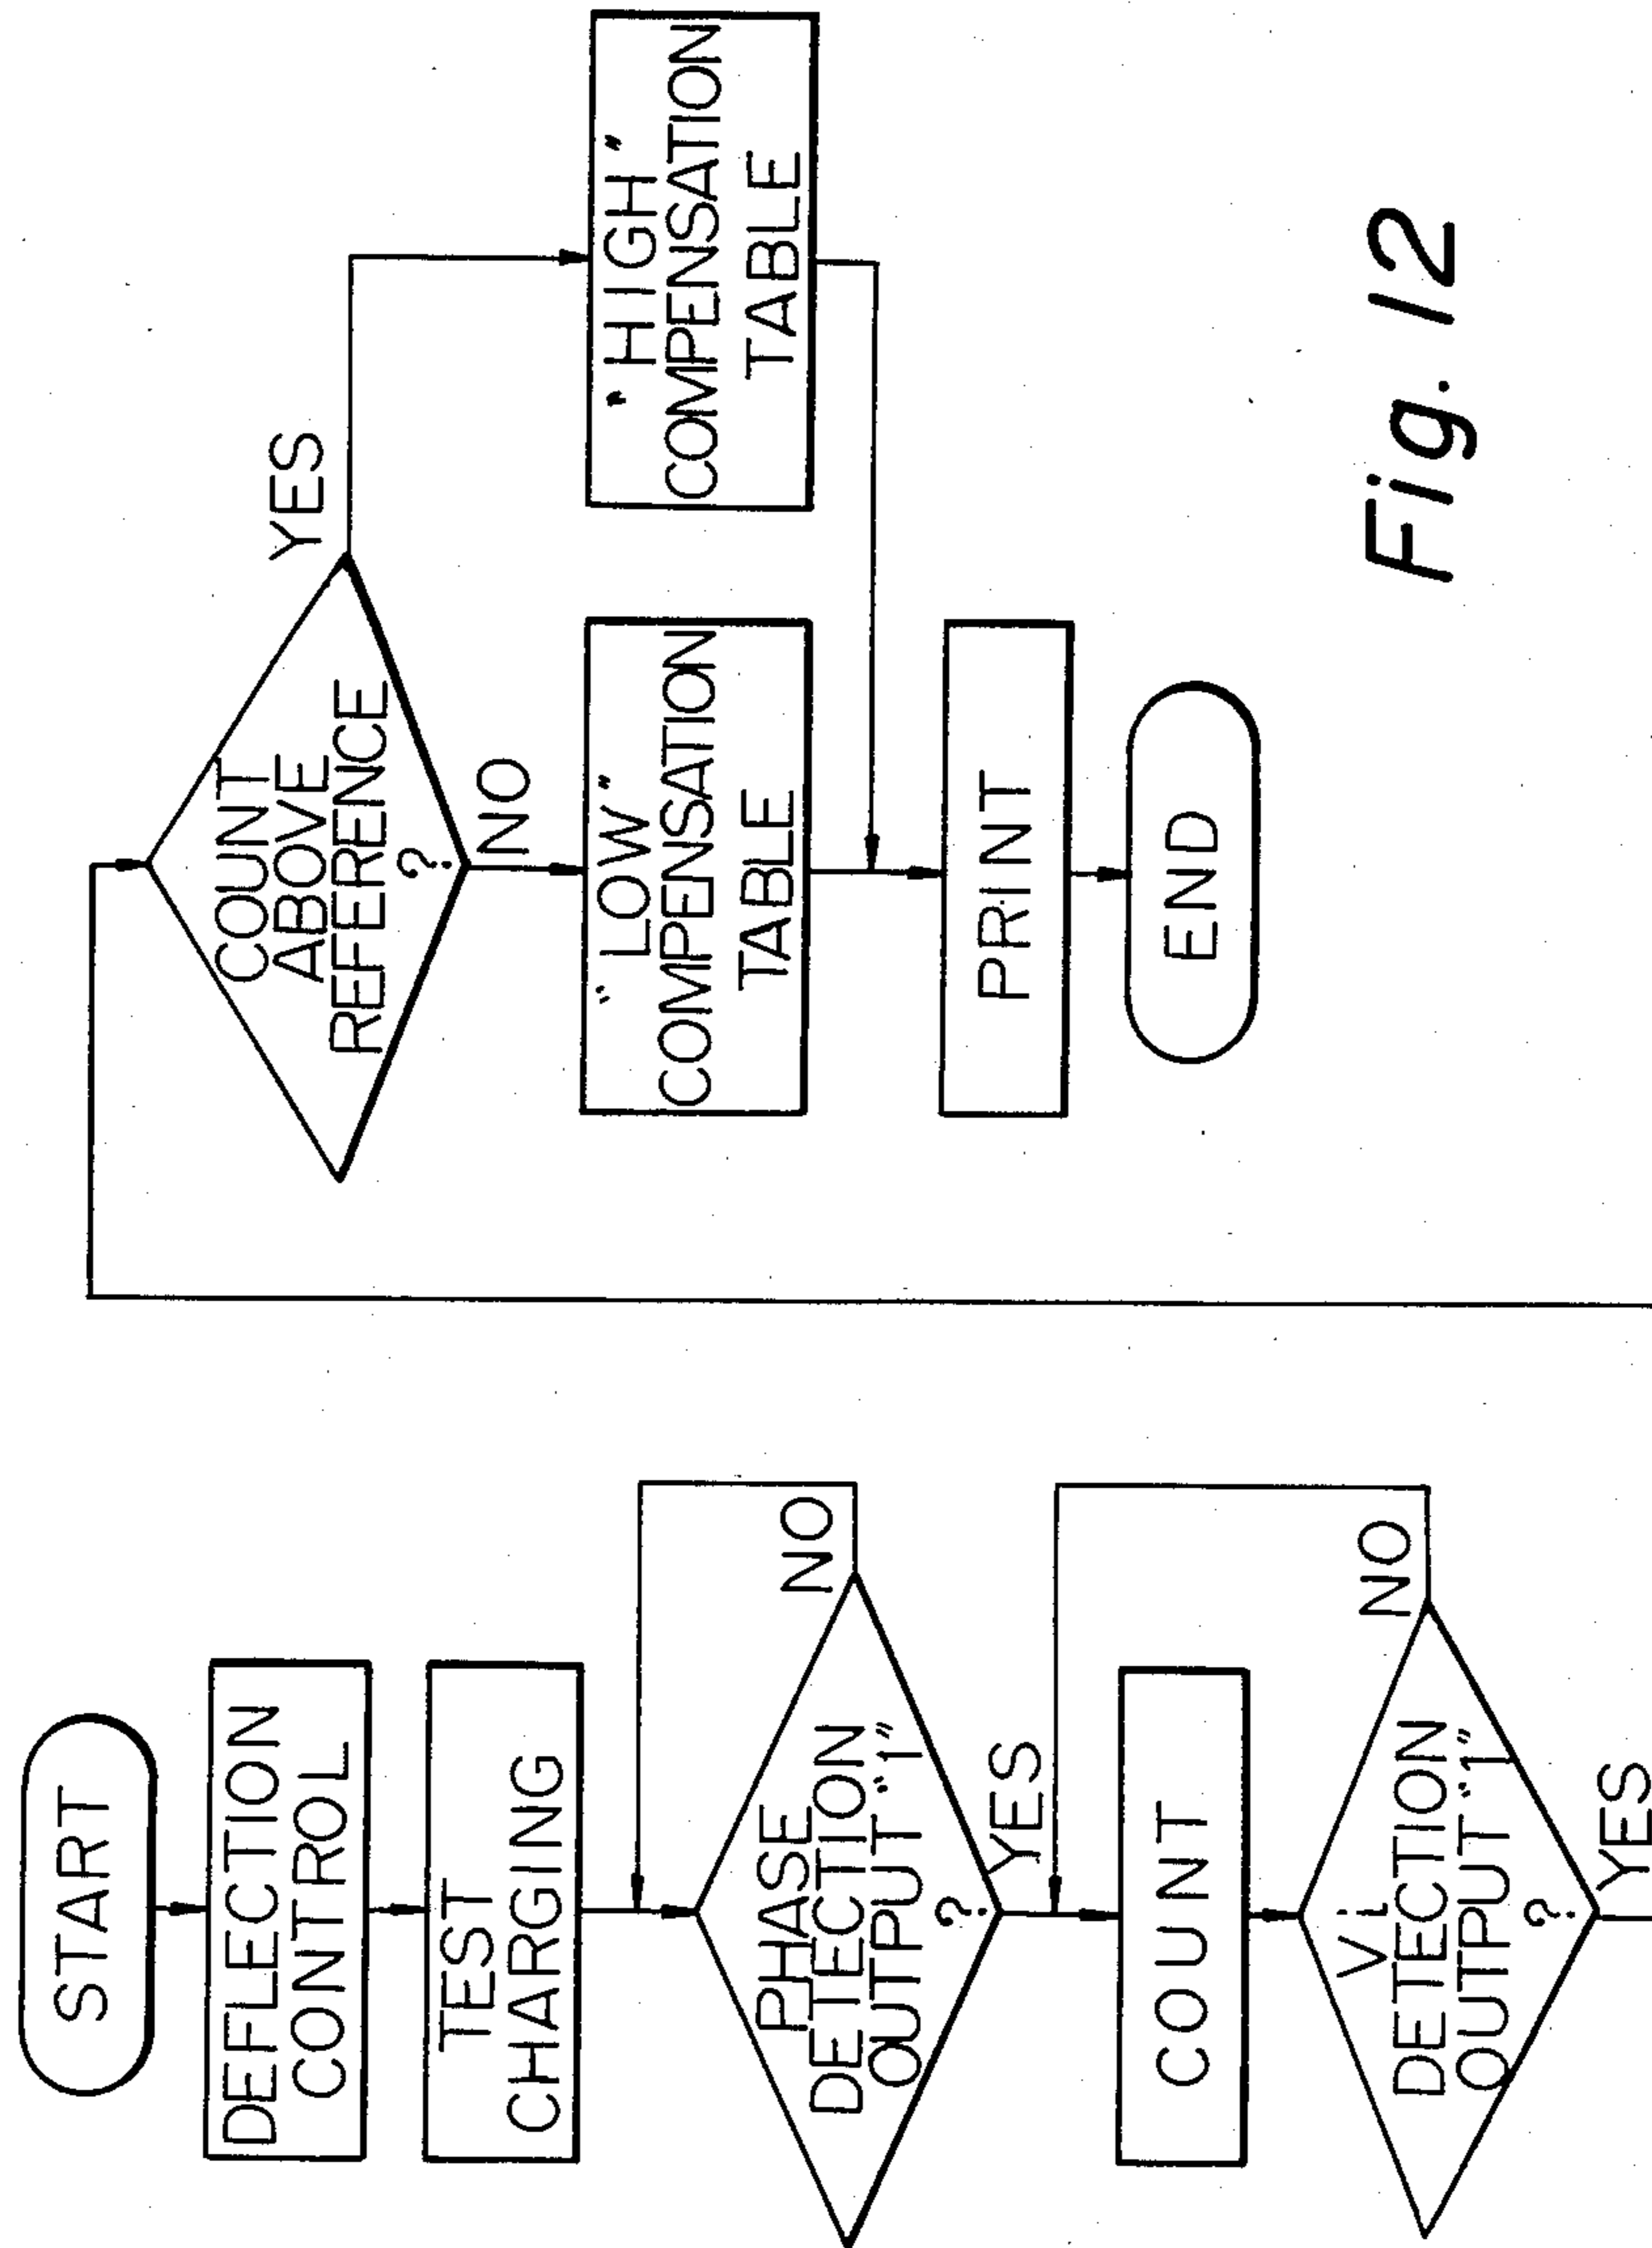 START
DEFLECTION
CONTROL
TEST
CHARGING
PHASE
DETECTION
OUTPUT "1"
?
NO
YES
COUNT
Vi
DETECTION
OUTPUT "1"
?
NO
YES
COUNT
ABOVE
REFERENCE
?
YES
NO
"LOW"
COMPENSATION
TABLE
"HIGH"
COMPENSATION
TABLE
PRINT
END
Fig. 12